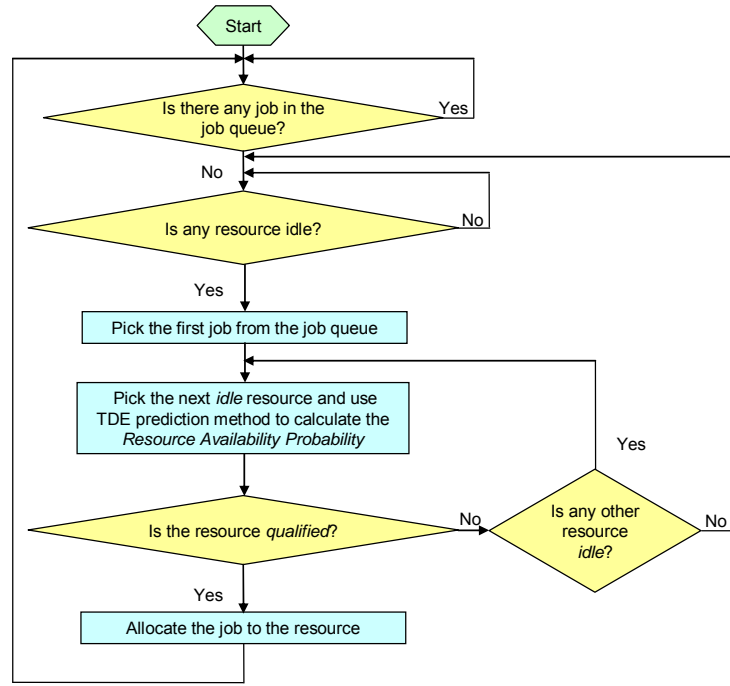 Start
Is there any job in the
job queue?
Yes
No
Is any resource idle?
No
Yes
Pick the first job from the job queue
Pick the next idle resource and use
TDE prediction method to calculate the
Resource Availability Probability
Yes
Is the resource qualified?
No
Is any other
resource
idle?
No
Yes
Allocate the job to the resource